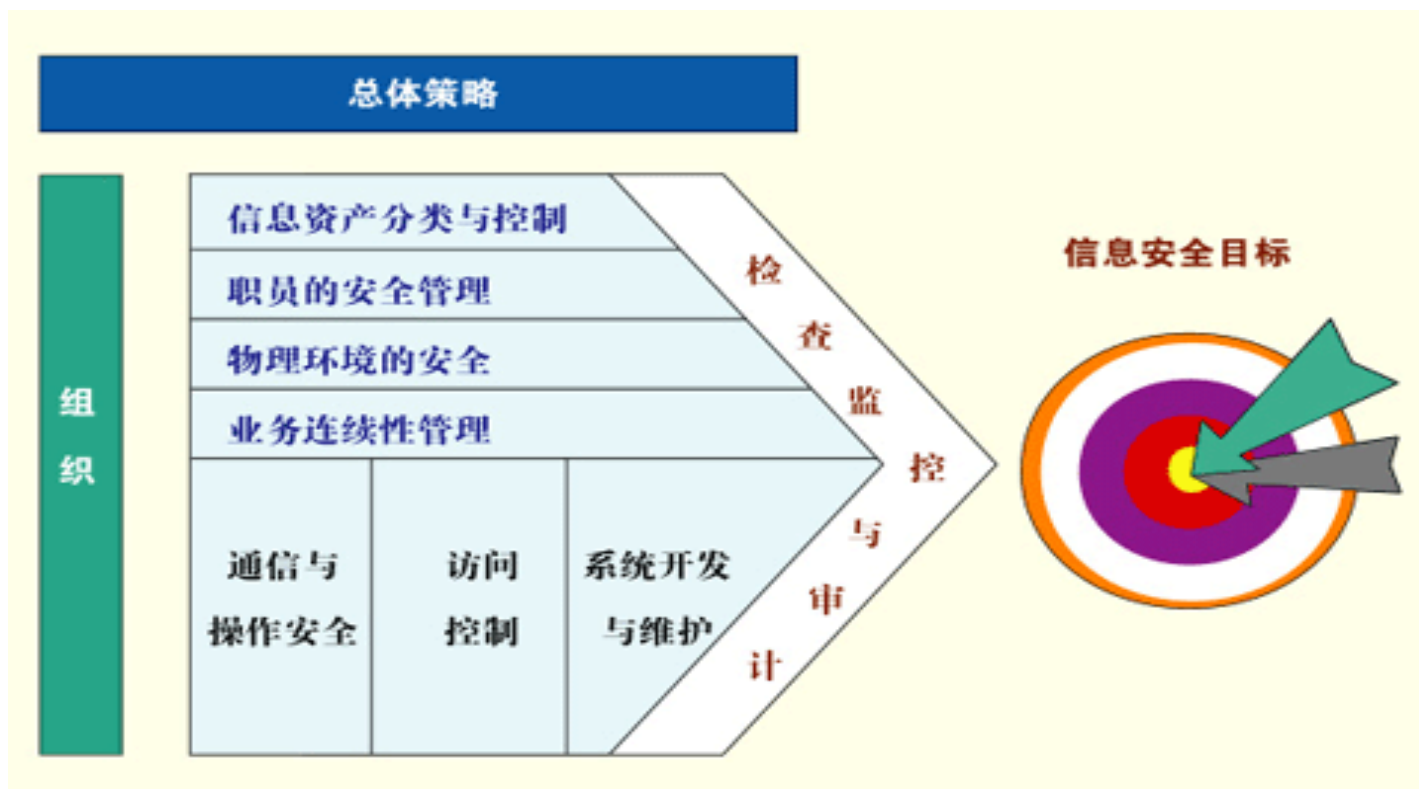 总体策略
组织
信息资产分类与控制
职员的安全管理
物理环境的安全
业务连续性管理
通信与
操作安全
访问
控制
系统开发
与维护
检查监控与审计
信息安全目标